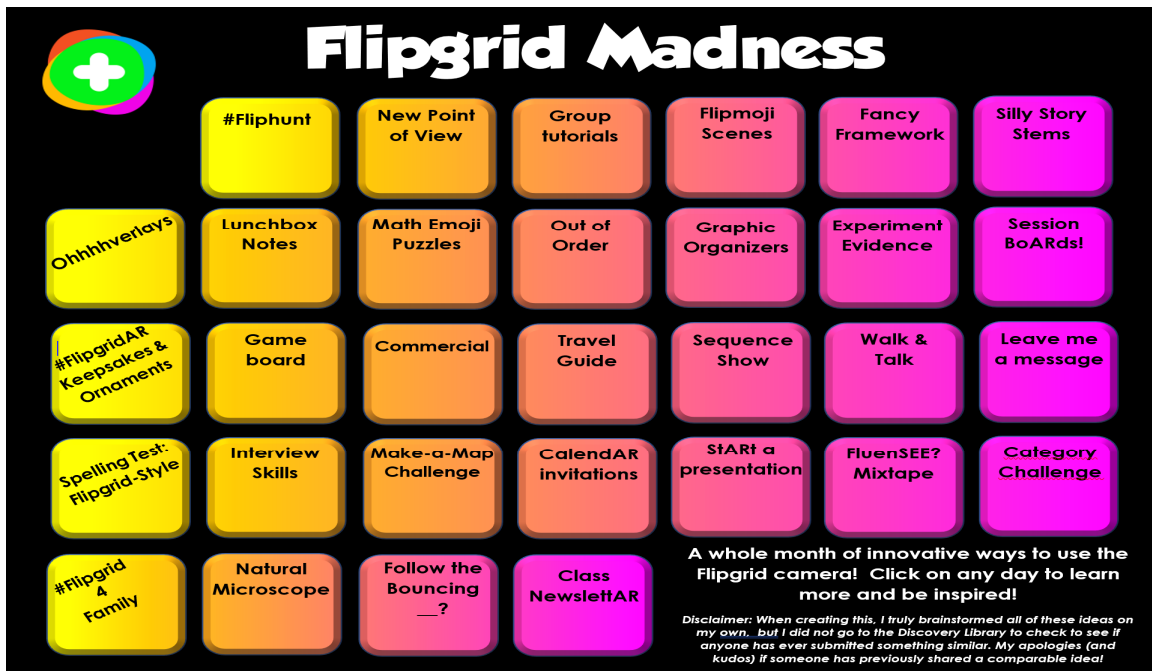 Flipgrid Madness
#Fliphunt
New Point
of View
Group
tutorials
Flipmoji
Scenes
Fancy
Framework
Silly Story
Stems
Ohhhhverlays
Lunchbox
Notes
Math Emoji
Puzzles
Out of
Order
Graphic
Organizers
Experiment
Evidence
Session
BoARds!
#FlipgridAR
Keepsakes &
Ornaments
Game
board
Commercial
Travel
Guide
Sequence
Show
Walk &
Talk
Leave me
a message
Spelling Test:
Flipgrid-Style
Interview
Skills
Make-a-Map
Challenge
CalendAR
invitations
StARt a
presentation
FluenSEE?
Mixtape
Category
Challenge
#Flipgrid
4
Family
Natural
Microscope
Follow the
Bouncing
__?
Class
NewslettAR
A whole month of innovative ways to use the
Flipgrid camera! Click on any day to learn
more and be inspired!
Disclaimer: When creating this, I truly brainstormed all of these ideas on
my own, but I did not go to the Discovery Library to check to see if
anyone has ever submitted something similar. My apologies (and
kudos) if someone has previously shared a comparable idea!